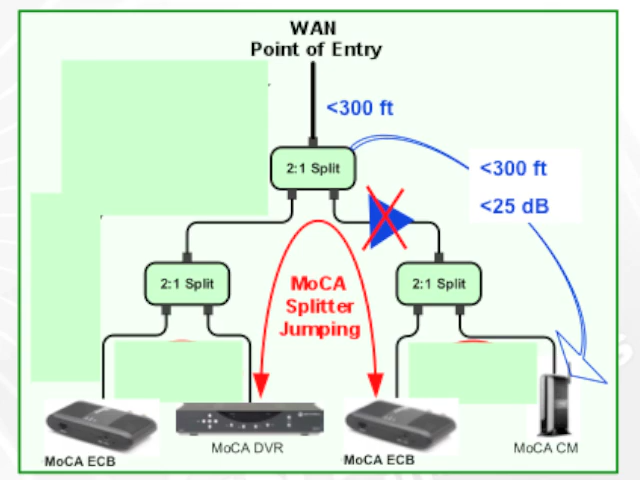 WAN
Point of Entry
<300 ft
2:1 Split
<300 ft
<25 dB
2:1 Split
MoCA
Splitter
Jumping
2:1 Split
MoCA ECB
MoCA DVR
MoCA ECB
MoCA CM